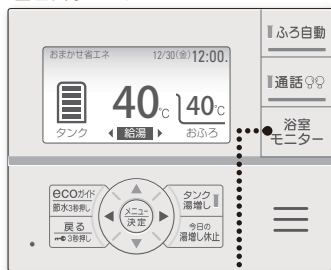 ふろ自動
おまかせ省エネ 12/30(金)12:00.
通話
40℃ 40℃
タンク 給湯 おふろ
浴室
モニター
ecoガイド
節水3秒押し
戻る
3秒押し
メニュー
決定
タンク
湯増し
今日の
湯増し休止